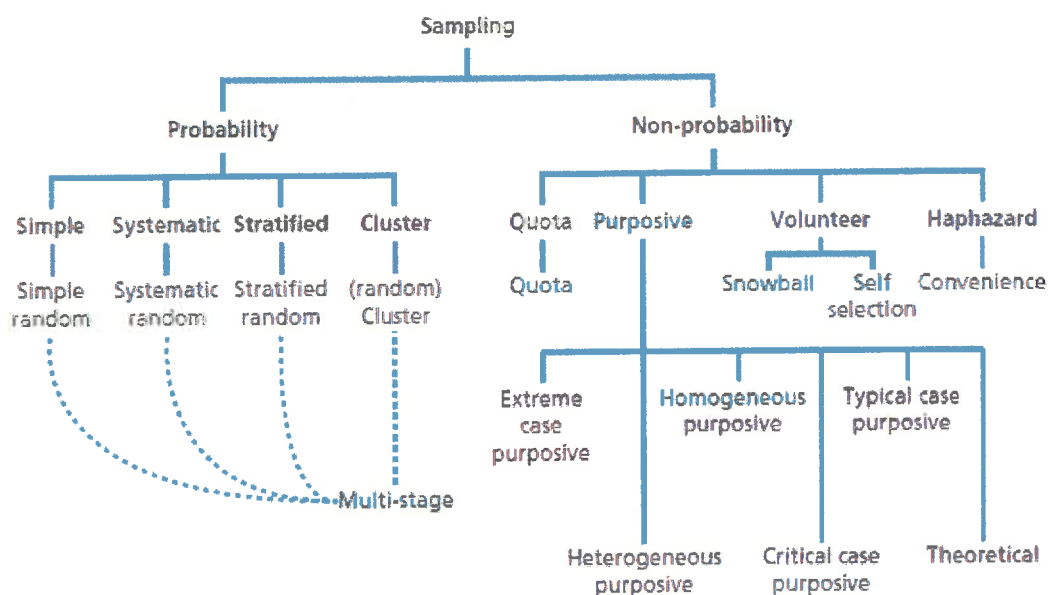 Sampling
Probability
Non-probability
Simple
Systematic
Stratified
Cluster
Quota
Purposive
Volunteer
Haphazard
Simple
random
Systematic
random
Stratified
random
(random)
Cluster
Quota
Snowball
Self
selection
Convenience
Extreme
case
purposive
Homogeneous
purposive
Typical case
purposive
Multi-stage
Heterogeneous
purposive
Critical case
purposive
Theoretical